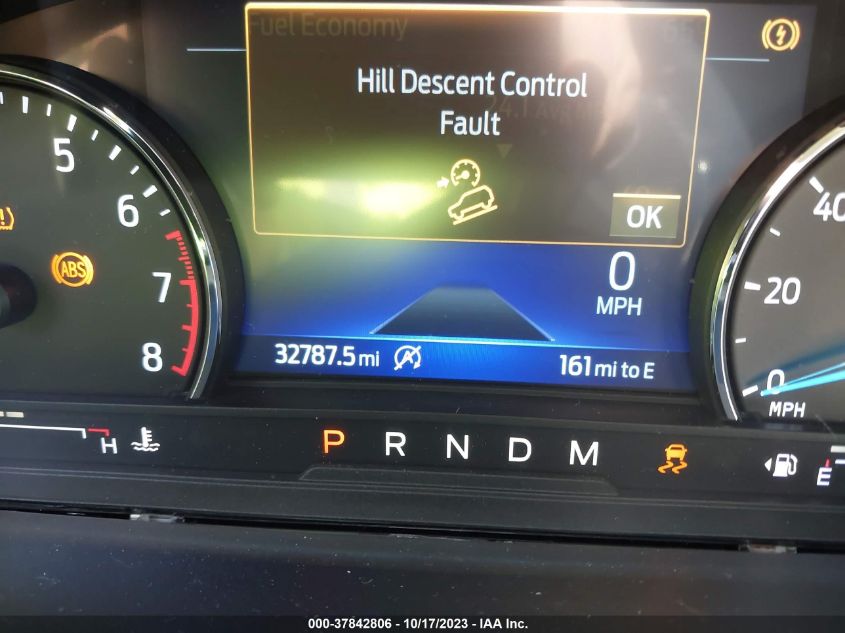 Fuel Economy
Hill Descent Control
Fault
OK
5
6
7
8
ABS
0
MPH
32787.5 mi
A
161 mi to E
40
20
0
MPH
H
P R N D M
E
000-37842806 - 10/17/2023 - IAA Inc.